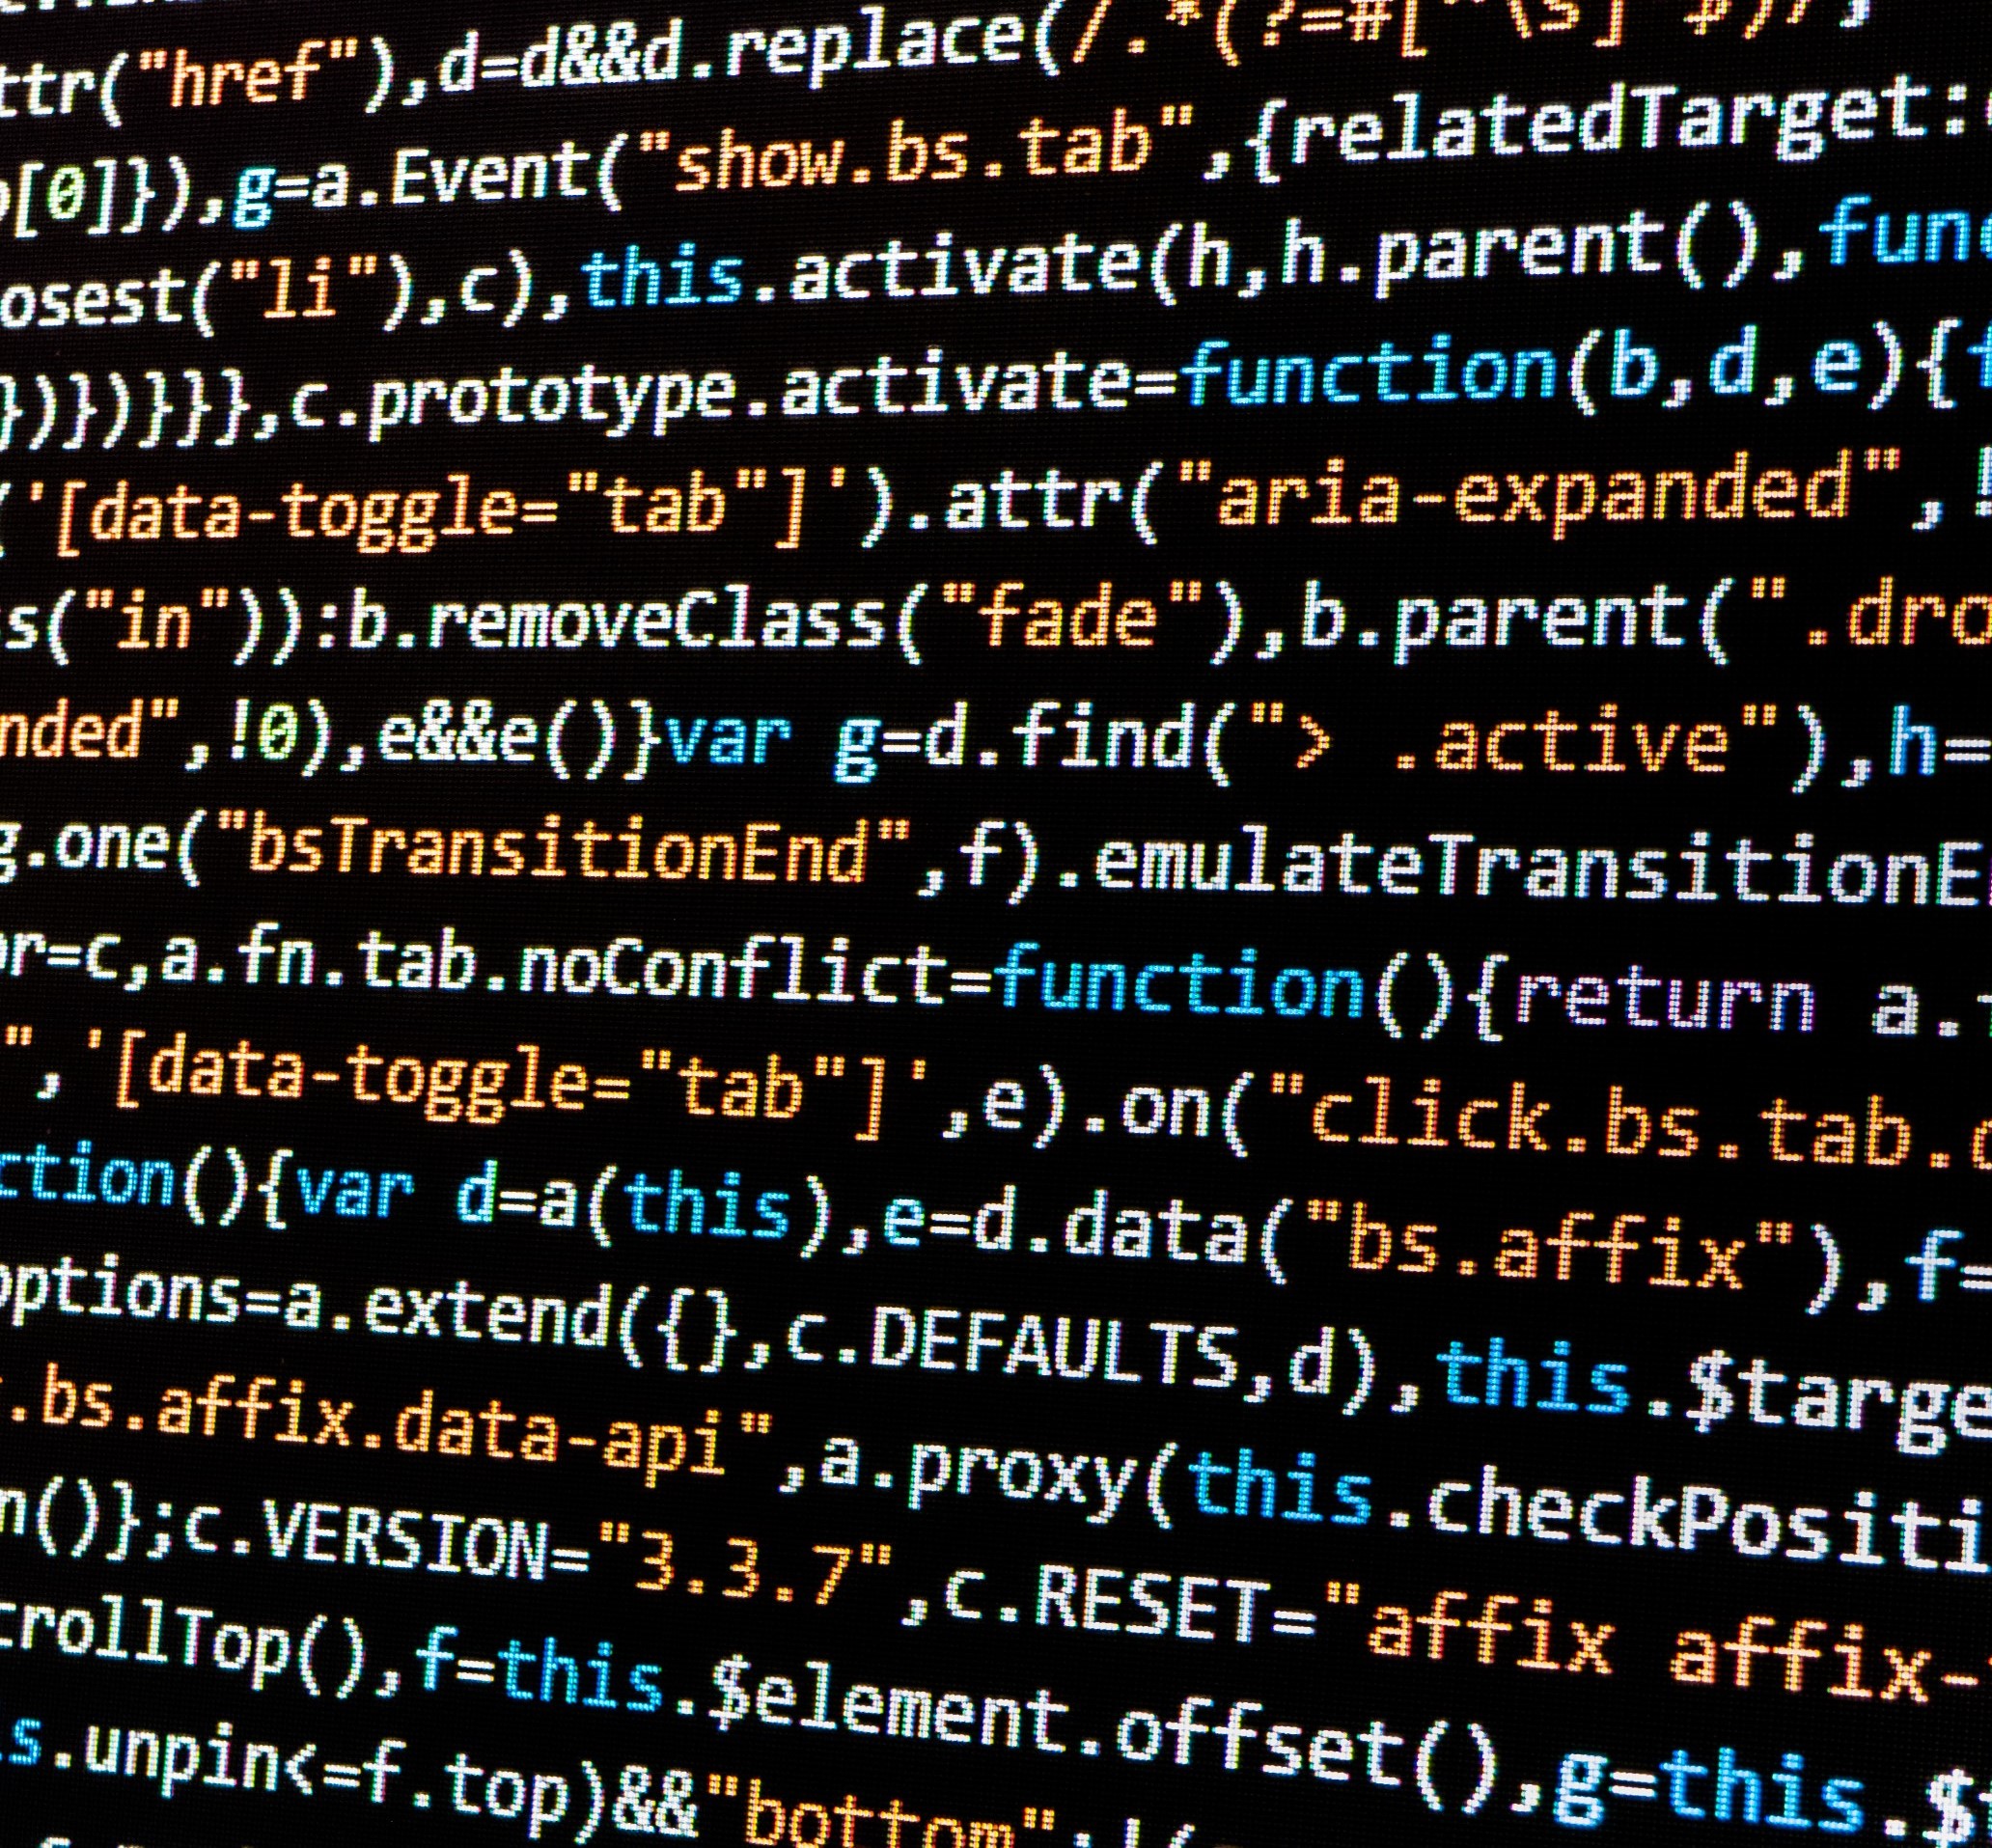 ttr("href"),d=d&&d.replace(/.*(?=#[^\s]*$)/,
[0]}),g=a.Event("show.bs.tab",{relatedTarget:
osest("li"),c),this.activate(h,h.parent(),func
})})}}},c.prototype.activate=function(b,d,e){f
('[data-toggle="tab"]').attr("aria-expanded",!
s("in")):b.removeClass("fade"),b.parent(".dro
nded",!0),e&&e()}var g=d.find("> .active"),h=
g.one("bsTransitionEnd",f).emulateTransitionE
or=c,a.fn.tab.noConflict=function(){return a.f
", '[data-toggle="tab"]',e).on("click.bs.tab.d
ction(){var d=a(this),e=d.data("bs.affix"),f=
options=a.extend({},c.DEFAULTS,d),this.$targe
.bs.affix.data-api",a.proxy(this.checkPositi
n()};c.VERSION="3.3.7",c.RESET="affix affix-
crollTop(),f=this.$element.offset(),g=this.$t
s.unpin<=f.top)&&"bottom":!(